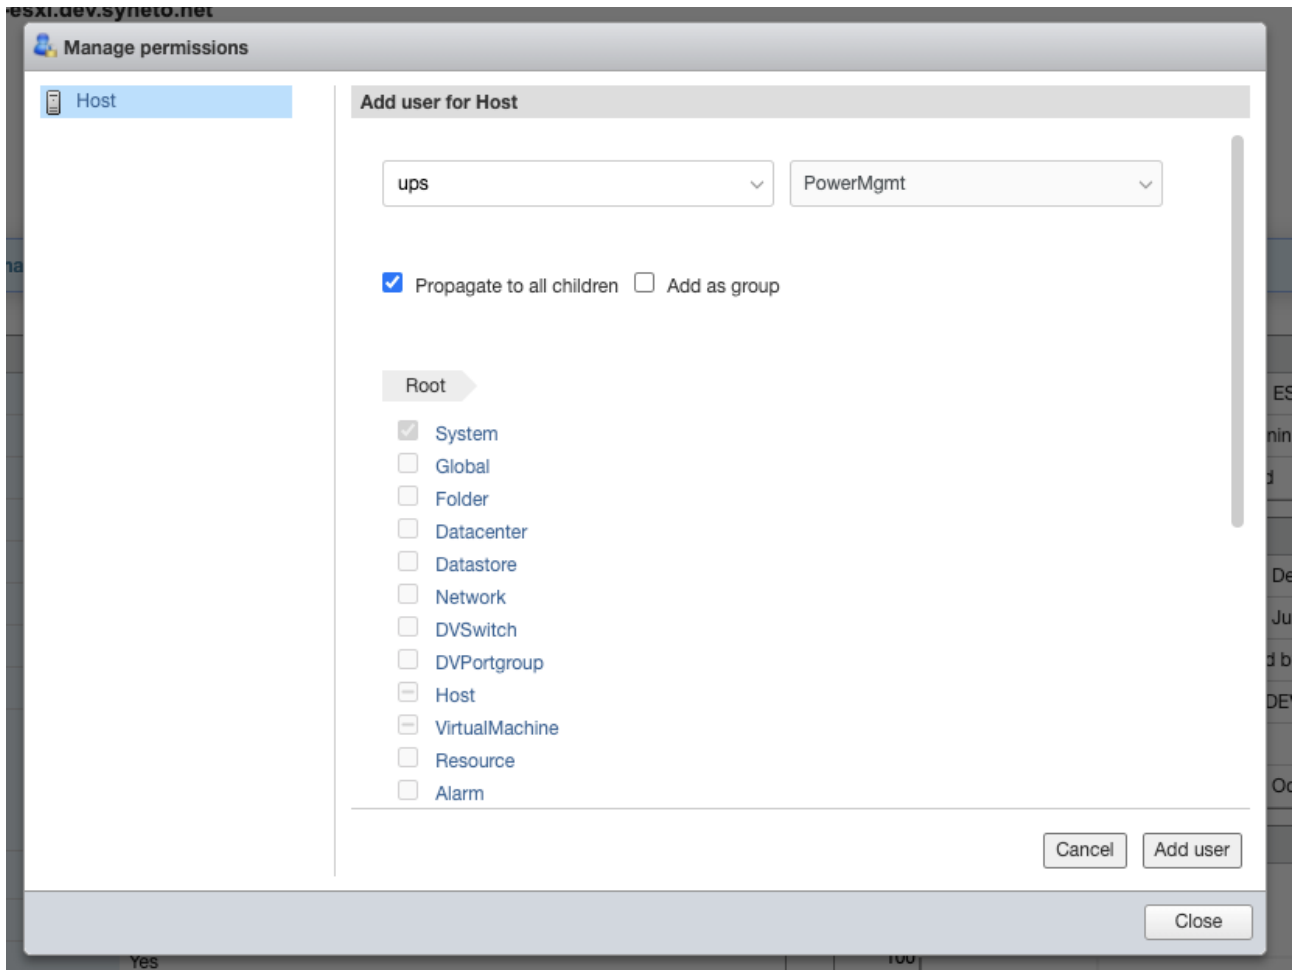 -esxi.dev.syneto.net
Manage permissions
Host
Add user for Host
ups
PowerMgmt
Propagate to all children
Add as group
Root
System
Global
Folder
Datacenter
Datastore
Network
DVSwitch
DVPortgroup
Host
VirtualMachine
Resource
Alarm
Cancel
Add user
Close
Yes
100